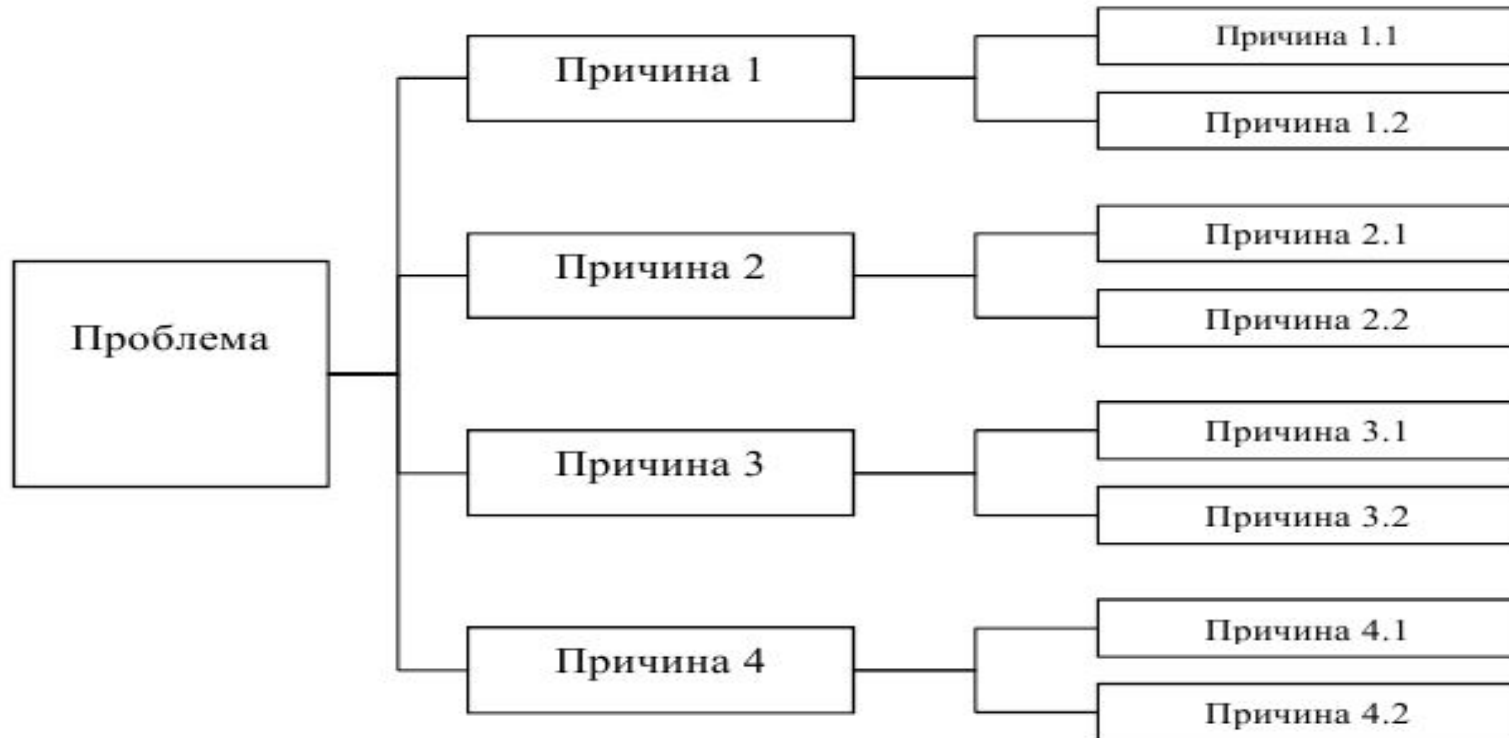 Проблема
Причина 1
Причина 1.1
Причина 1.2
Причина 2
Причина 2.1
Причина 2.2
Причина 3
Причина 3.1
Причина 3.2
Причина 4
Причина 4.1
Причина 4.2